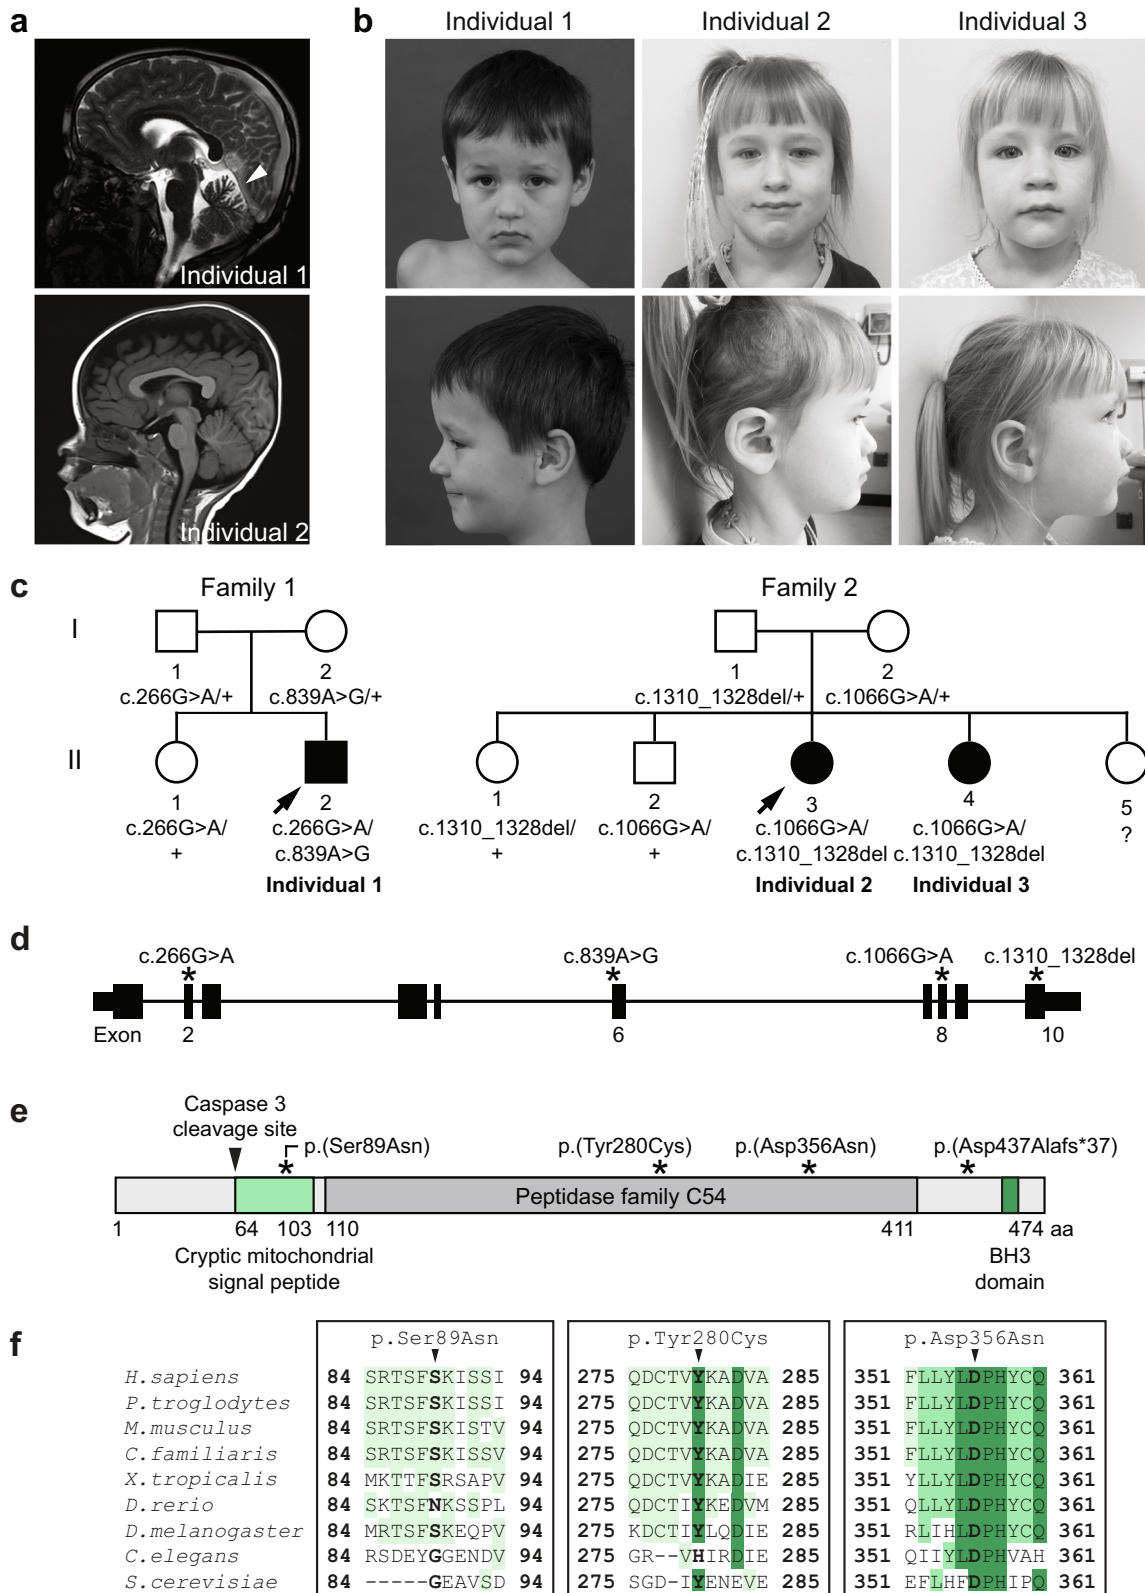 a
b
Individual 1
Individual 2
Individual 3
Individual 1
Individual 2
c
Family 1
Family 2
I
1
2
1
2
c.266G>A/+
c.839A>G/+
c.1310_1328del/+
c.1066G>A/+
II
1
2
1
2
3
4
5
c.266G>A/
c.266G>A/
c.1310_1328del/
c.1066G>A/
c.1066G>A/
c.1066G>A/
?
+
c.839A>G
+
+
c.1310_1328del
c.1310_1328del
Individual 1
Individual 2
Individual 3
d
c.266G>A
c.839A>G
c.1066G>A
c.1310_1328del
* * * *
Exon
2
6
8
10
e
Caspase 3
cleavage site
p.(Ser89Asn)
p.(Tyr280Cys)
p.(Asp356Asn)
p.(Asp437Alafs*37)
* * * *
Peptidase family C54
1
64
103
110
411
474 aa
Cryptic mitochondrial
signal peptide
BH3
domain
f
p.Ser89Asn
p.Tyr280Cys
p.Asp356Asn
H.sapiens 84 SRTSFSKISSI 94 275 QDCTVYKADVA 285 351 FLLYLDPHYCQ 361
P.troglodytes 84 SRTSFSKISSI 94 275 QDCTVYKADVA 285 351 FLLYLDPHYCQ 361
M.musculus 84 SRTSFSKISTV 94 275 QDCTVYKADVA 285 351 FLLYLDPHYCQ 361
C.familiaris 84 SRTSFSKISSV 94 275 QDCTVYKADVA 285 351 FLLYLDPHYCQ 361
X.tropicalis 84 MKTTFSRSAPV 94 275 QDCTVYKADIE 285 351 YLLYLDPHYCQ 361
D.rerio 84 SKTSFNKSSPL 94 275 QDCTIYKEDVM 285 351 QLLYLDPHYCQ 361
D.melanogaster 84 MRTSFSKEQPV 94 275 KDCTIYLQDIE 285 351 RLIHLDPHYCQ 361
C.elegans 84 RSDEYGGENDV 94 275 GR--VHIRDIE 285 351 QIIYLDPHVAH 361
S.cerevisiae 84 -----GEAVSD 94 275 SGD-IYENEVE 285 351 EFLHFDPHIPQ 361